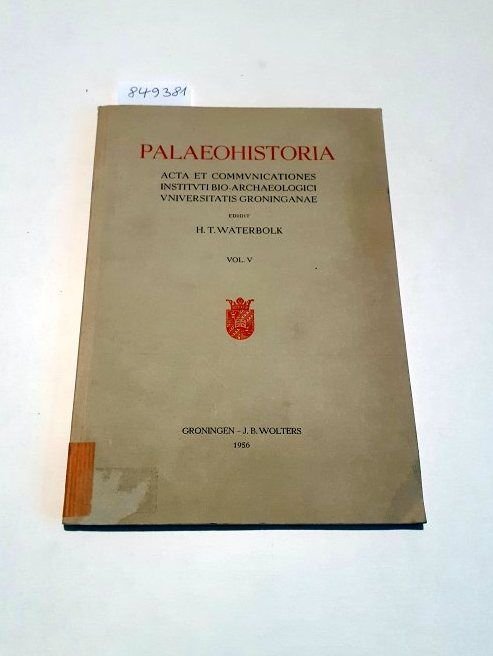 849381
PALAEOHISTORIA
ACTA ET COMMVNICATIONES
INSTITVTI BIO-ARCHAEOLOGICI
VNIVERSITATIS GRONINGANAE
EDIDIT
H. T. WATERBOLK
VOL. V
GRONINGEN - J. B. WOLTERS
1956